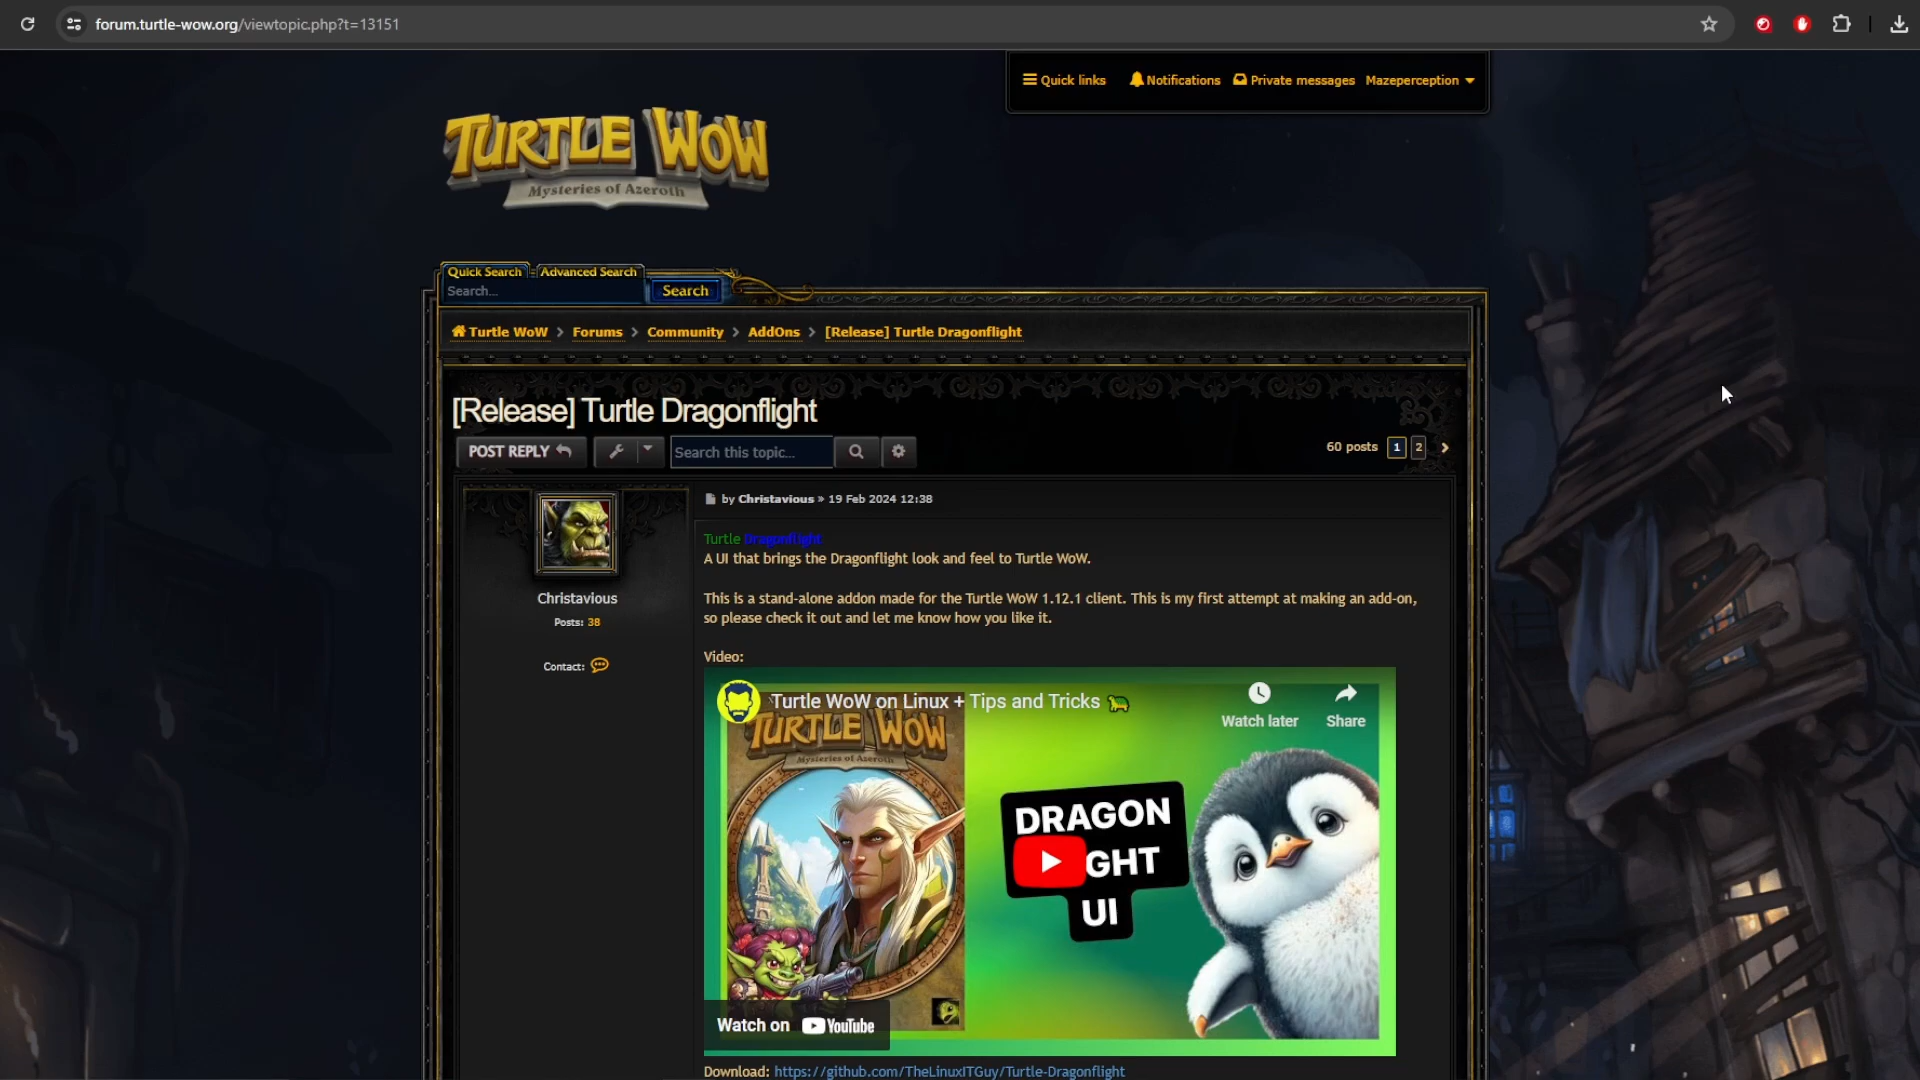 forum.turtle-wow.org/viewtopic.php?t=13151
Quick links Notifications Private messages Mazeperception
TURTLE WOW
Mysteries of Azeroth
Quick Search Advanced Search
Search... Search
Turtle WoW > Forums > Community > AddOns > [Release] Turtle Dragonflight
[Release] Turtle Dragonflight
POST REPLY Search this topic... 60 posts 1 2
by Christavious » 19 Feb 2024 12:38
Christavious
Posts: 38
Contact:
Turtle Dragonflight
A UI that brings the Dragonflight look and feel to Turtle WoW.
This is a stand-alone addon made for the Turtle WoW 1.12.1 client. This is my first attempt at making an add-on,
so please check it out and let me know how you like it.
Video:
Turtle WoW on Linux + Tips and Tricks
Watch later Share
TURTLE WOW
Mysteries of Azeroth
DRAGON
GHT
UI
Watch on YouTube
Download: https://github.com/TheLinuxITGuy/Turtle-Dragonflight